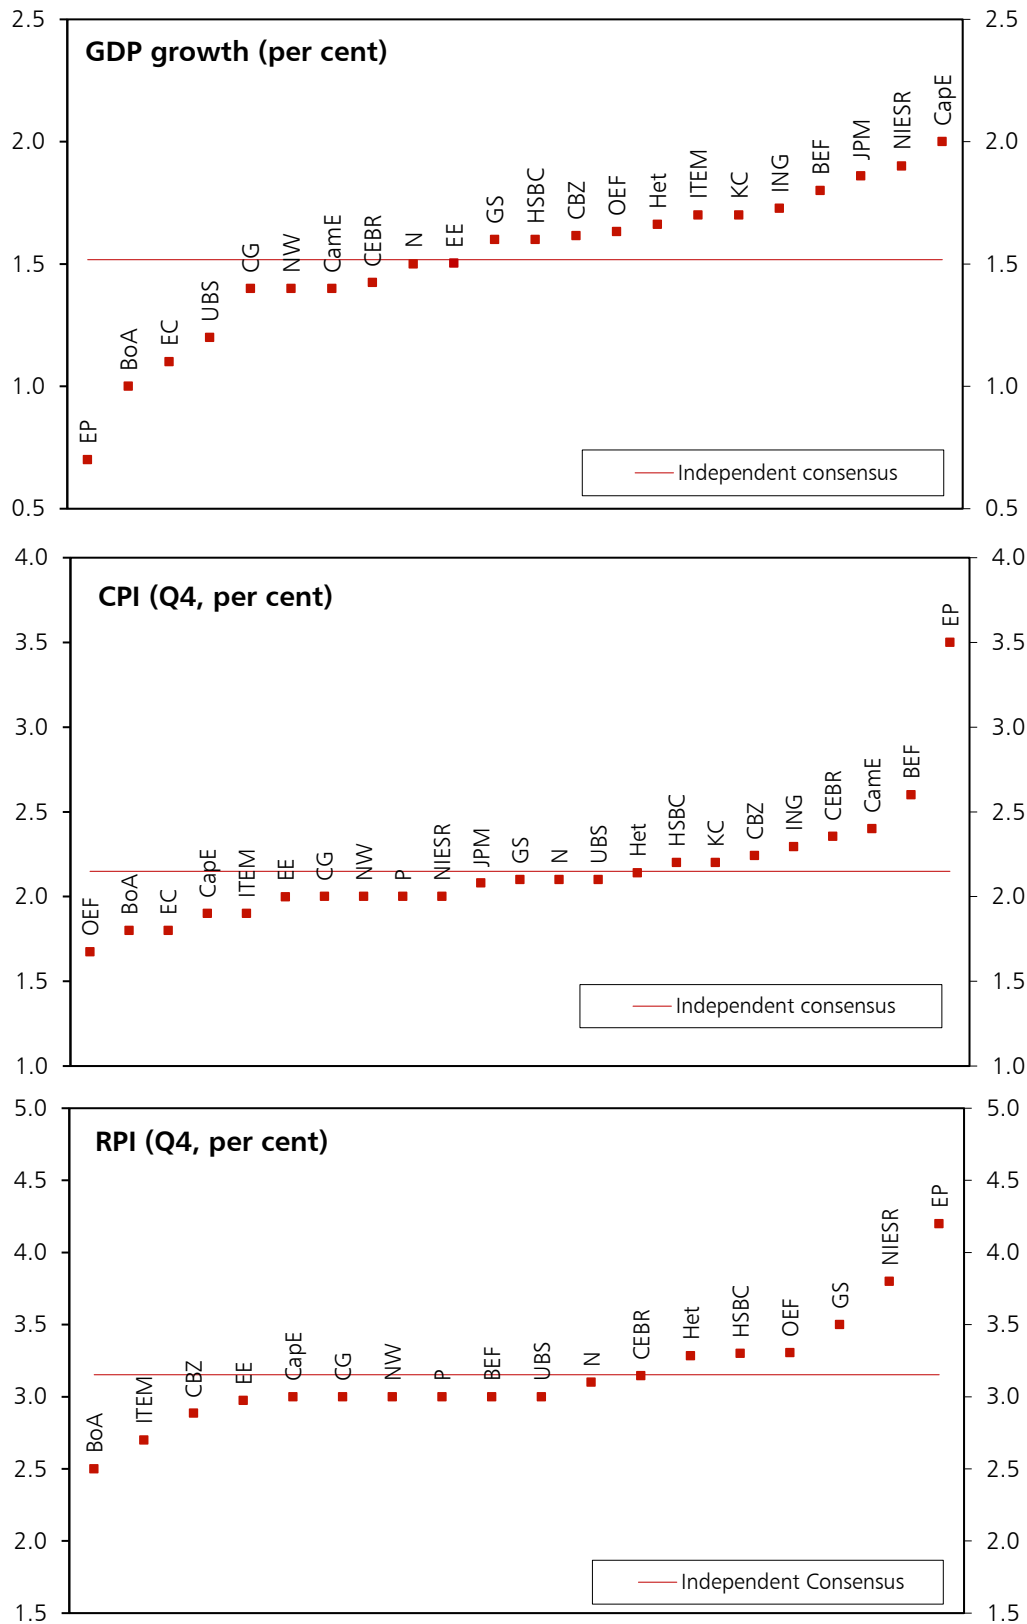 GDP growth (per cent)
2.5
2.0
1.5
1.0
0.5
2.5
2.0
1.5
1.0
0.5
EP
BoA
EC
UBS
CG
NW
CamE
CEBR
N
EE
GS
HSBC
CBZ
OEF
Het
ITEM
KC
ING
BEF
JPM
NIESR
CapE
Independent consensus
CPI (Q4, per cent)
4.0
3.5
3.0
2.5
2.0
1.5
1.0
4.0
3.5
3.0
2.5
2.0
1.5
1.0
OEF
BoA
EC
CapE
ITEM
EE
CG
NW
P
NIESR
JPM
GS
N
UBS
Het
HSBC
KC
CBZ
ING
CEBR
CamE
BEF
EP
Independent consensus
RPI (Q4, per cent)
5.0
4.5
4.0
3.5
3.0
2.5
2.0
1.5
5.0
4.5
4.0
3.5
3.0
2.5
2.0
1.5
BoA
ITEM
CBZ
EE
CapE
CG
NW
P
BEF
UBS
N
CEBR
Het
HSBC
OEF
GS
NIESR
EP
Independent Consensus